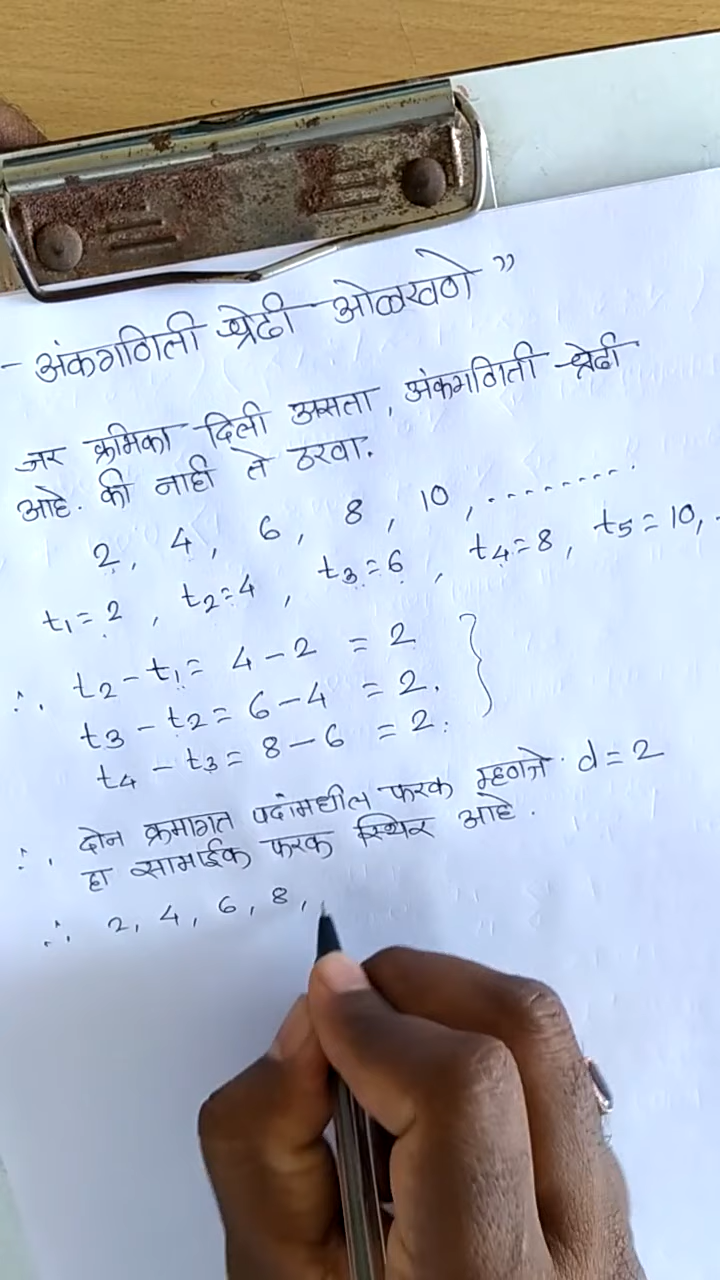 - अंकगणिती श्रेढी ओळखणे ”
जर क्रमिका दिली असता, अंकगणिती श्रेढी
आहे. की नाही ते ठरवा.
2, 4, 6, 8, 10, ........
t₁=2, t₂=4, t₃=6, t₄=8, t₅=10,
∴ t₂-t₁= 4-2 = 2
t₃-t₂= 6-4 = 2.
t₄-t₃= 8-6 = 2.
∴ दोन क्रमागत पदांमधील फरक म्हणजे d=2
हा सामाईक फरक स्थिर आहे.
∴ 2, 4, 6, 8,